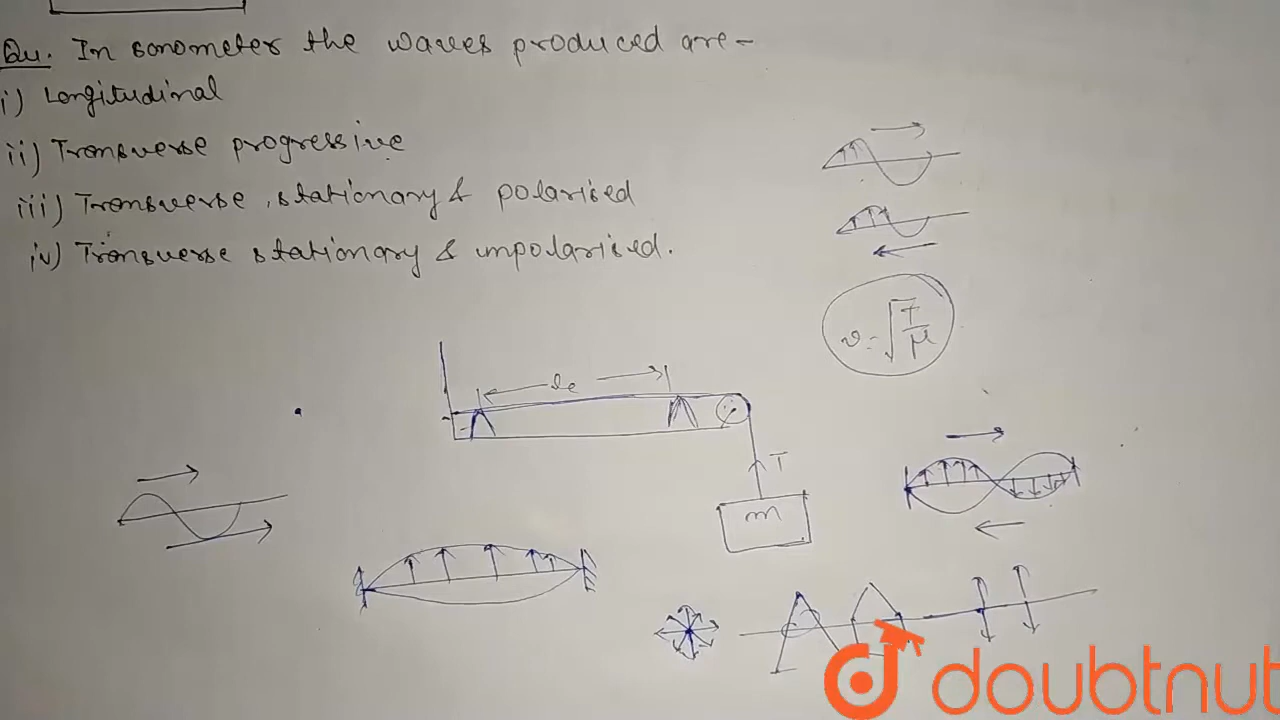 Qu. In sonometer the waves produced are-
i) Longitudinal
ii) Transverse progressive
iii) Transverse, stationary & polarised
iv) Transverse stationary & unpolarised.
v = √T/μ
le
T
m
doubtnut